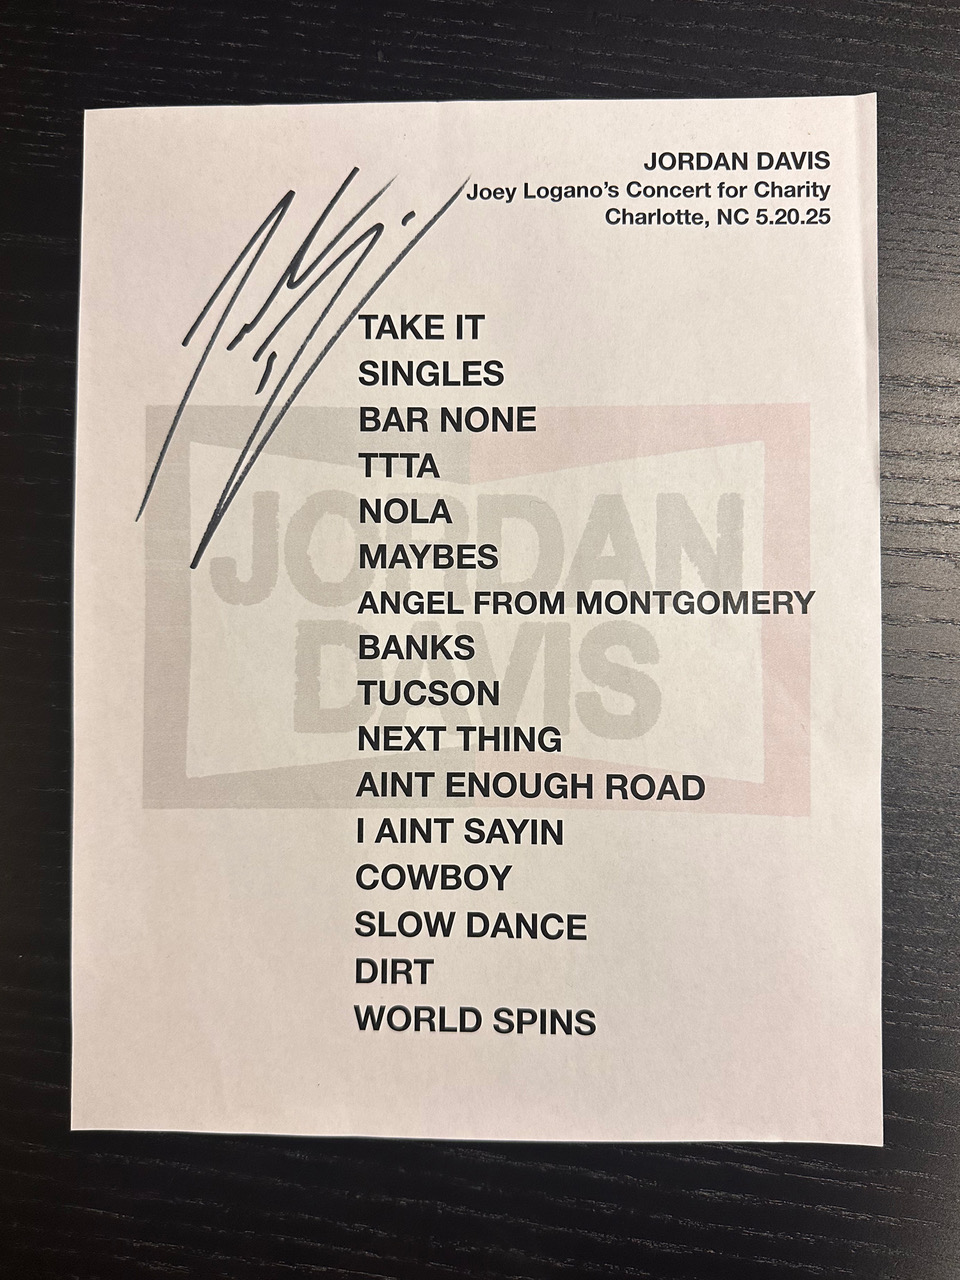 JORDAN DAVIS
Joey Logano’s Concert for Charity
Charlotte, NC 5.20.25
TAKE IT
SINGLES
BAR NONE
TTTA
NOLA
MAYBES
ANGEL FROM MONTGOMERY
BANKS
TUCSON
NEXT THING
AINT ENOUGH ROAD
I AINT SAYIN
COWBOY
SLOW DANCE
DIRT
WORLD SPINS
JORDAN
DAVIS